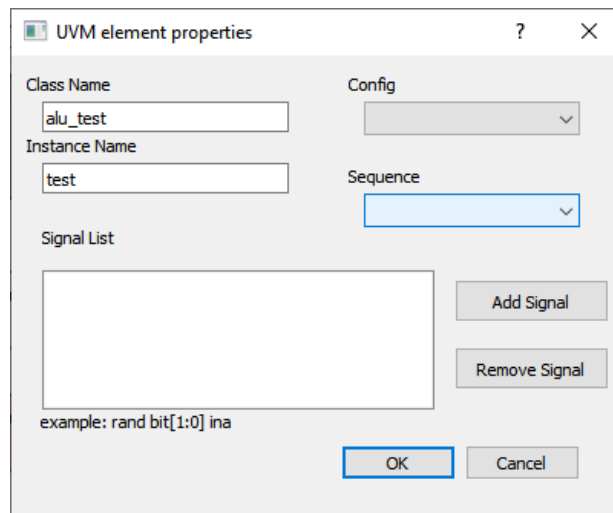 UVM element properties
Class Name
Config
alu_test
Instance Name
test
Sequence
Signal List
Add Signal
Remove Signal
example: rand bit[1:0] ina
OK
Cancel